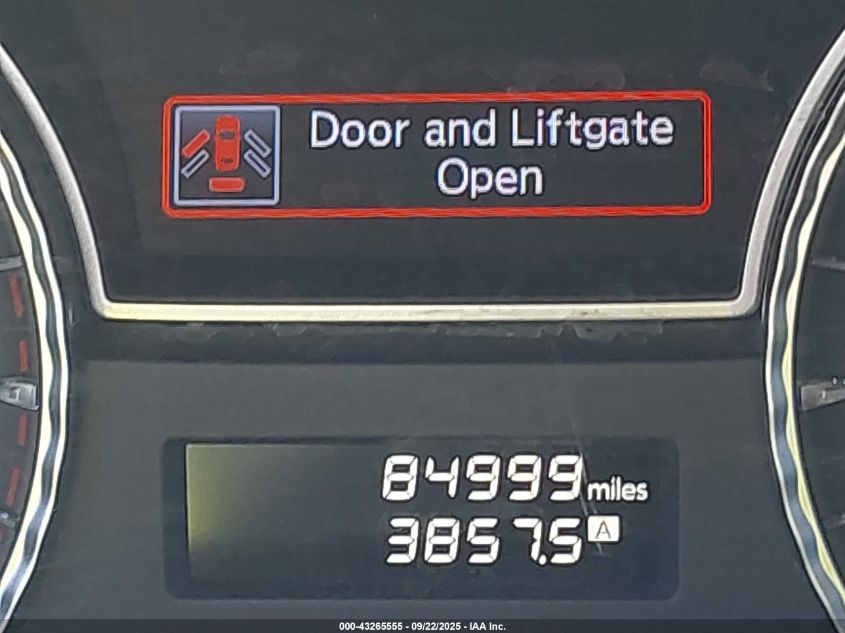 Door and Liftgate
Open
84999 miles
3857.5 A
000-43265555 - 09/22/2025 - IAA Inc.